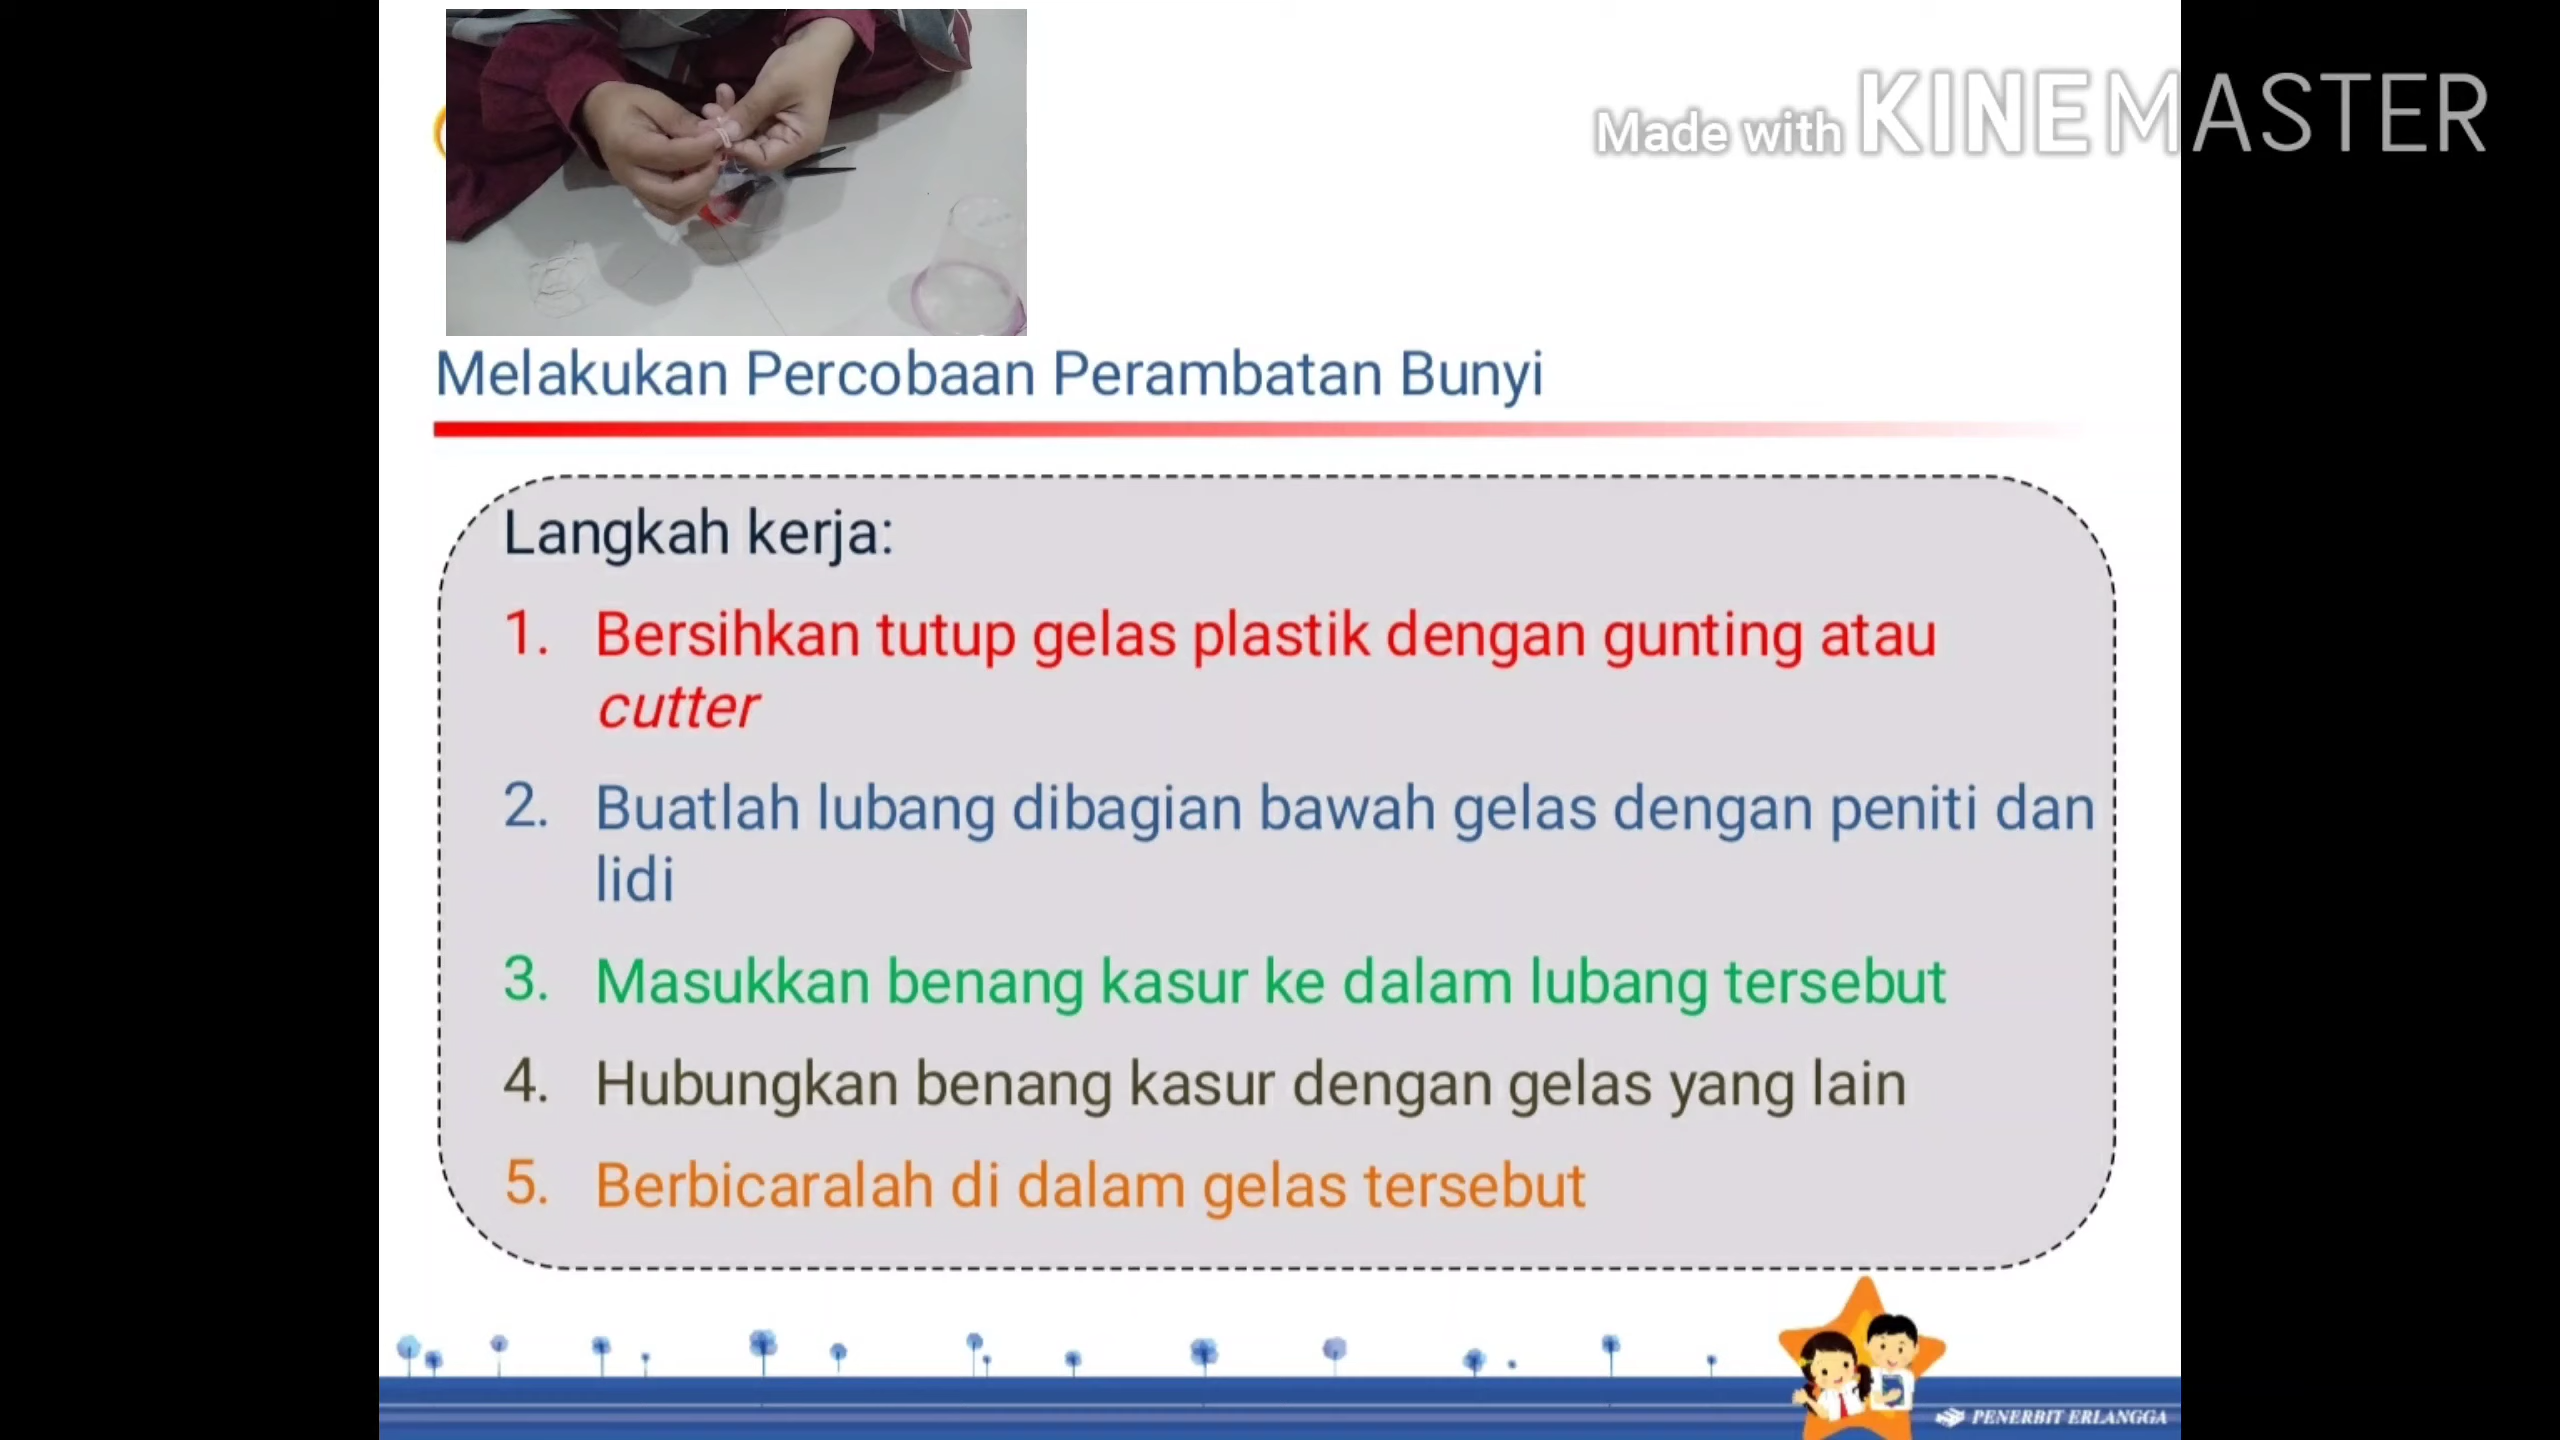 Made with KINEMASTER
Melakukan Percobaan Perambatan Bunyi
Langkah kerja:
1. Bersihkan tutup gelas plastik dengan gunting atau
cutter
2. Buatlah lubang dibagian bawah gelas dengan peniti dan
lidi
3. Masukkan benang kasur ke dalam lubang tersebut
4. Hubungkan benang kasur dengan gelas yang lain
5. Berbicaralah di dalam gelas tersebut
PENERBIT ERLANGGA